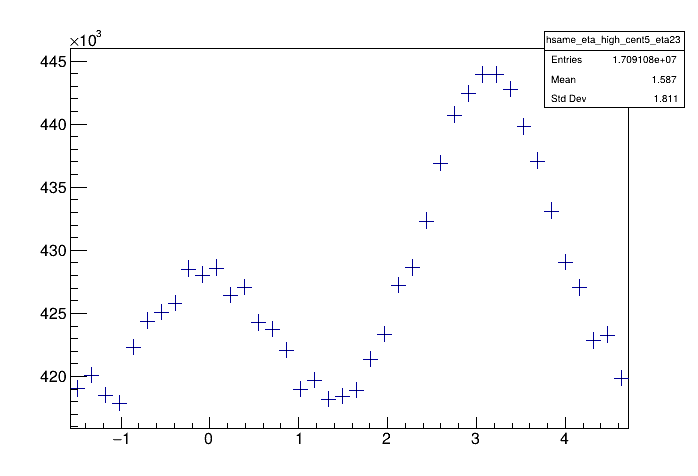 ×10³
hsame_eta_high_cent5_eta23
Entries 1.709108e+07
Mean 1.587
Std Dev 1.811
445
440
435
430
425
420
−1 0 1 2 3 4